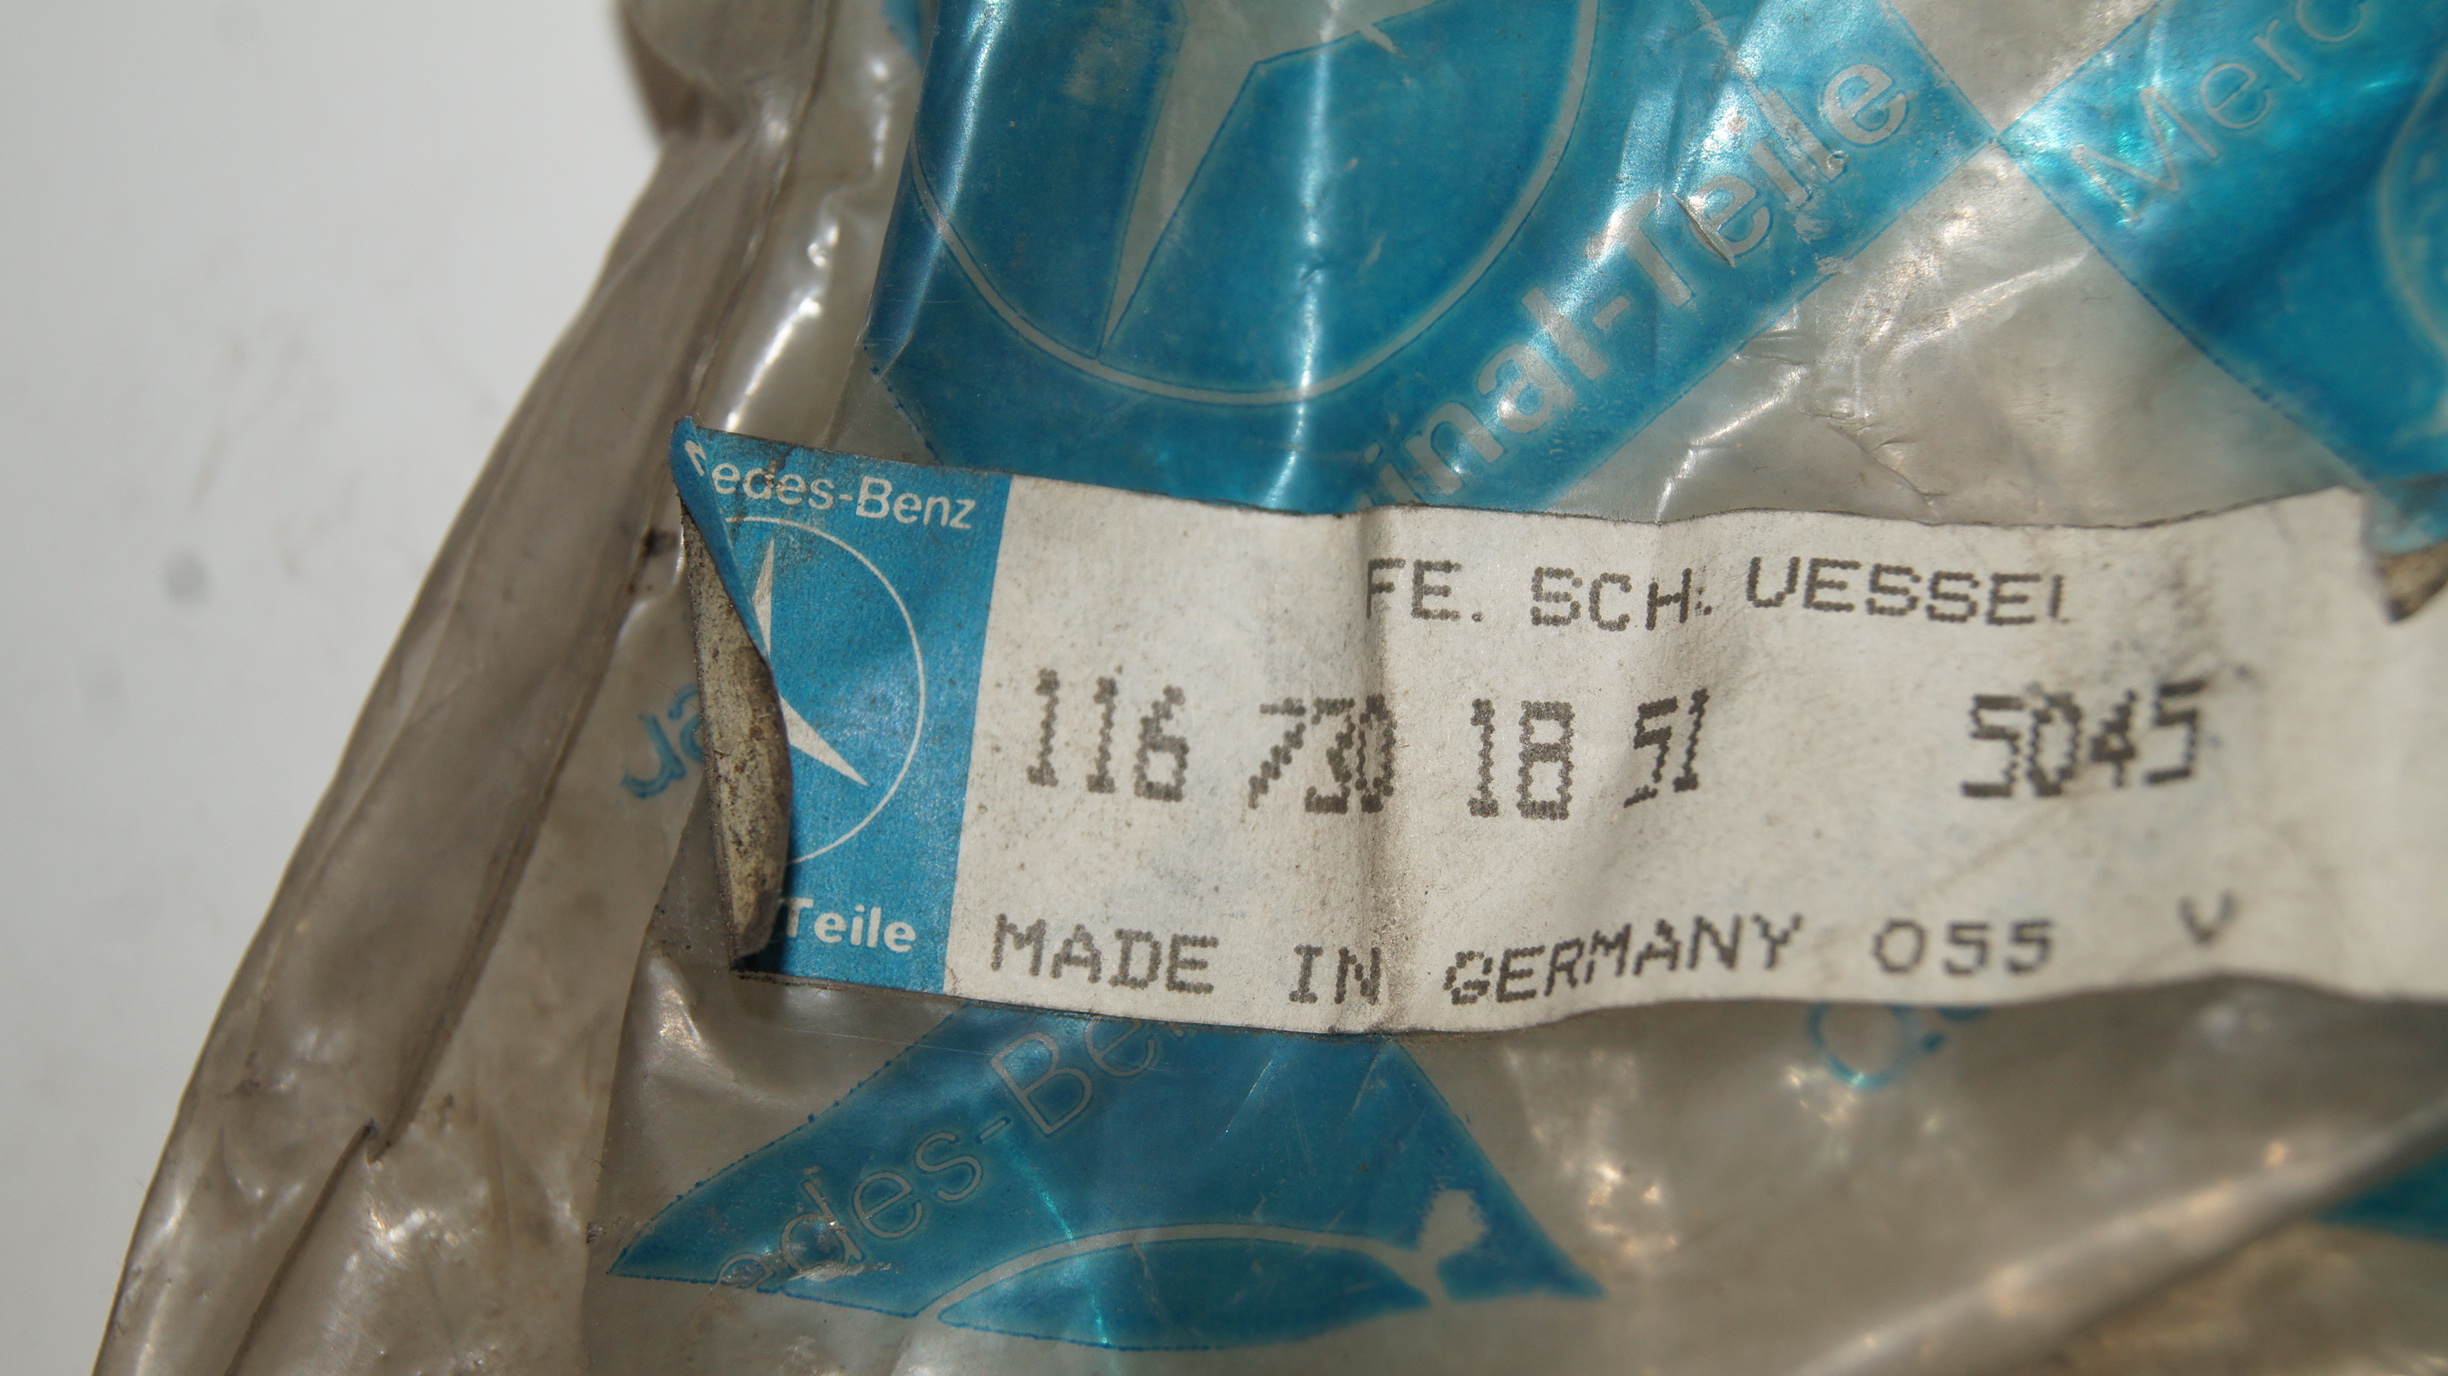 inal-Teile
Merc
edes-Benz
FE. SCH. UESSEL
116 730 18 51 5045
Teile
MADE IN GERMANY 055 V
edes-Be